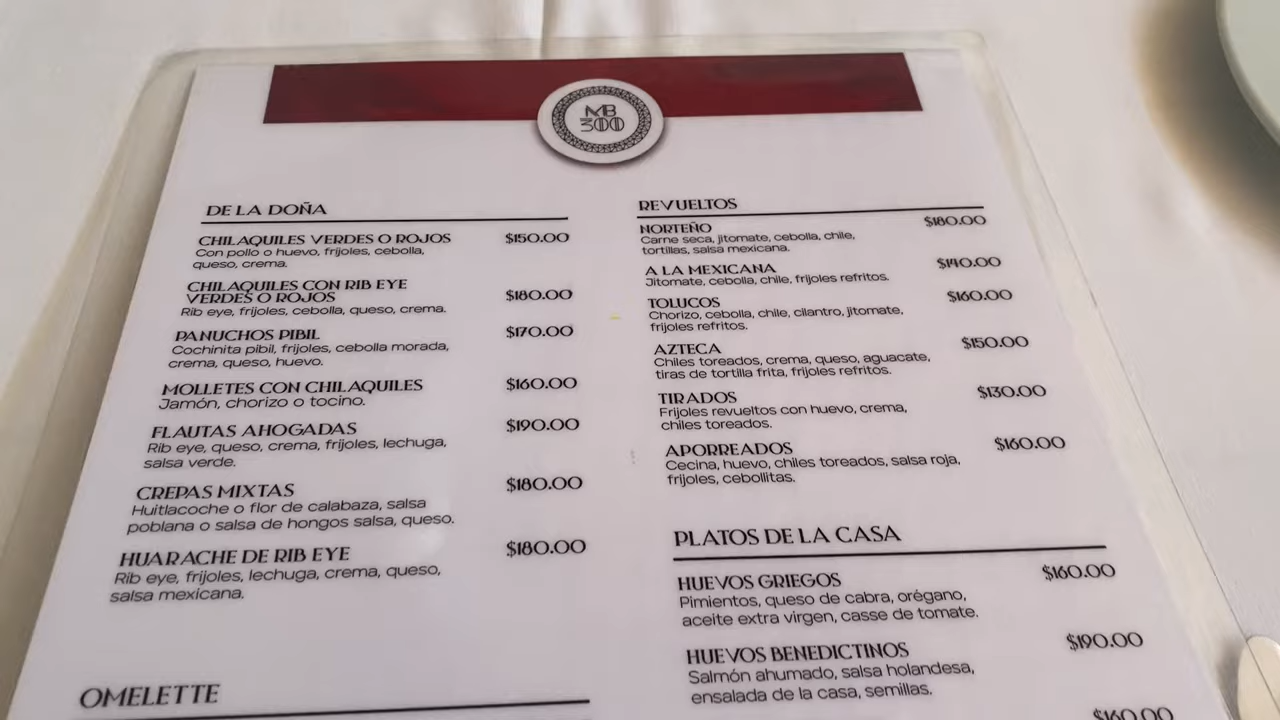 MB
300
DE LA DOÑA
CHILAQUILES VERDES O ROJOS $150.00
Con pollo o huevo, frijoles, cebolla,
queso, crema.
CHILAQUILES CON RIB EYE
VERDES O ROJOS $180.00
Rib eye, frijoles, cebolla, queso, crema.
PANUCHOS PIBIL $170.00
Cochinita pibil, frijoles, cebolla morada,
crema, queso, huevo.
MOLLETES CON CHILAQUILES $160.00
Jamón, chorizo o tocino.
FLAUTAS AHOGADAS $190.00
Rib eye, queso, crema, frijoles, lechuga,
salsa verde.
CREPAS MIXTAS $180.00
Huitlacoche o flor de calabaza, salsa
poblana o salsa de hongos salsa, queso.
HUARACHE DE RIB EYE $180.00
Rib eye, frijoles, lechuga, crema, queso,
salsa mexicana.
OMELETTE
REVUELTOS
NORTEÑO $180.00
Carne seca, jitomate, cebolla, chile,
tortillas, salsa mexicana.
A LA MEXICANA $140.00
Jitomate, cebolla, chile, frijoles refritos.
TOLUCOS $160.00
Chorizo, cebolla, chile, cilantro, jitomate,
frijoles refritos.
AZTECA $150.00
Chiles toreados, crema, queso, aguacate,
tiras de tortilla frita, frijoles refritos.
TIRADOS $130.00
Frijoles revueltos con huevo, crema,
chiles toreados.
APORREADOS $160.00
Cecina, huevo, chiles toreados, salsa roja,
frijoles, cebollitas.
PLATOS DE LA CASA
HUEVOS GRIEGOS $160.00
Pimientos, queso de cabra, orégano,
aceite extra virgen, casse de tomate.
HUEVOS BENEDICTINOS $190.00
Salmón ahumado, salsa holandesa,
ensalada de la casa, semillas.
$160.00